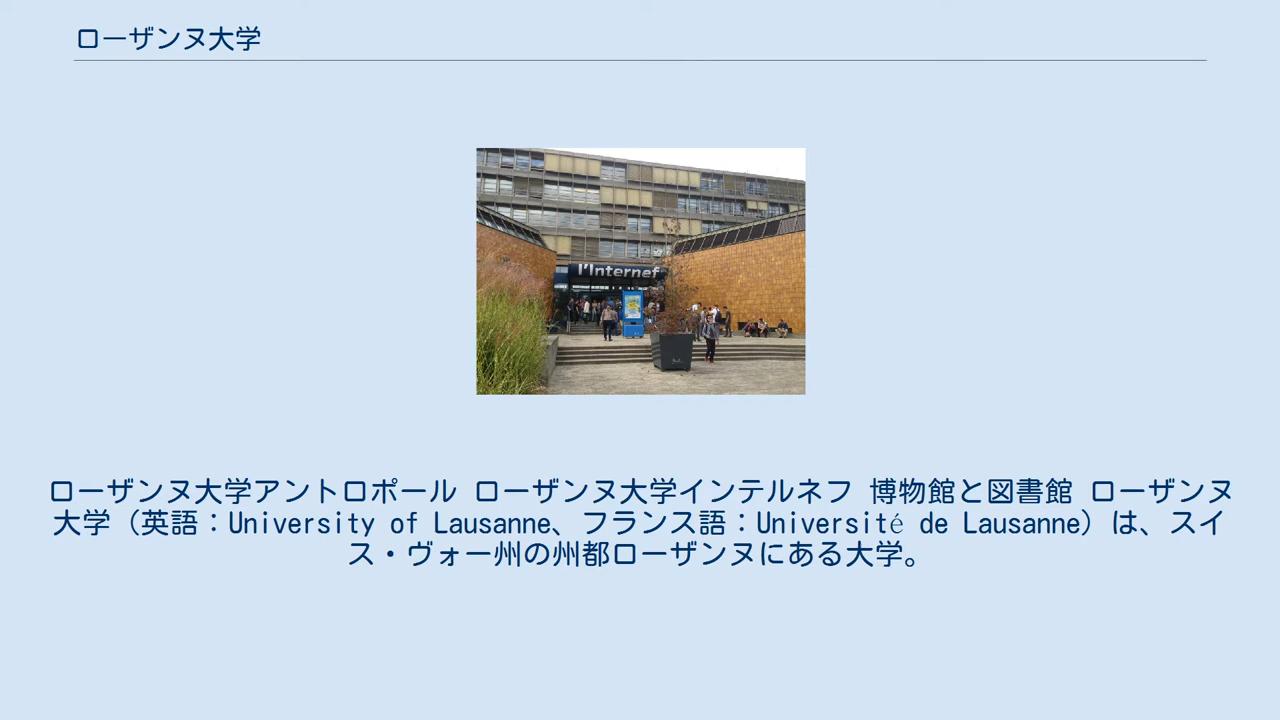 ローザンヌ大学
l'Internef
ローザンヌ大学アントロポール ローザンヌ大学インテルネフ 博物館と図書館 ローザンヌ
大学（英語：University of Lausanne、フランス語：Université de Lausanne）は、スイ
ス・ヴォー州の州都ローザンヌにある大学。